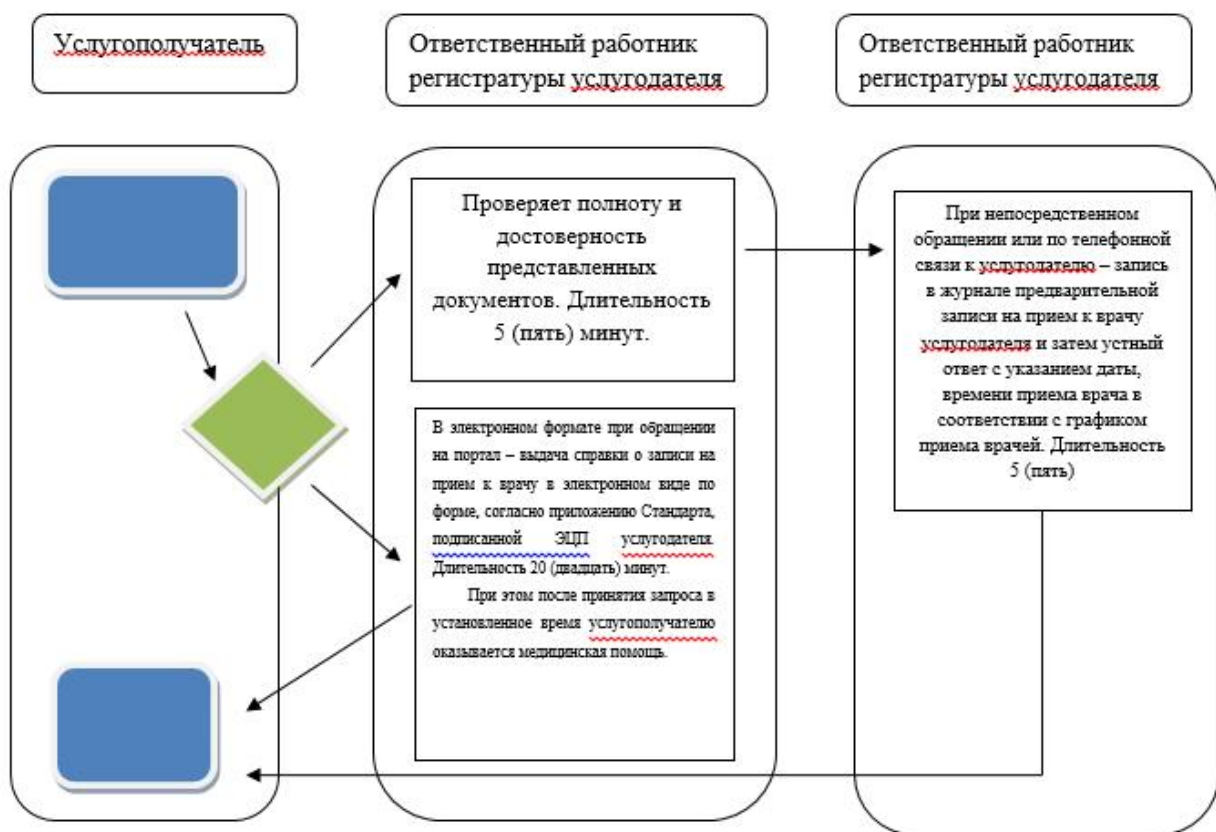 Услугополучатель
Ответственный работник
регистратуры услугодателя
Ответственный работник
регистратуры услугодателя
Проверяет полноту и
достоверность
представленных
документов. Длительность
5 (пять) минут.
В электронном формате при обращении
на портал – выдача справки о записи на
прием к врачу в электронном виде по
форме, согласно приложению Стандарта,
подписанной ЭЦП услугодателя.
Длительность 20 (двадцать) минут.
При этом после принятия запроса в
установленное время услугополучателю
оказывается медицинская помощь.
При непосредственном
обращении или по телефонной
связи к услугодателю – запись
в журнале предварительной
записи на прием к врачу
услугодателя и затем устный
ответ с указанием даты,
времени приема врача в
соответствии с графиком
приема врачей. Длительность
5 (пять)